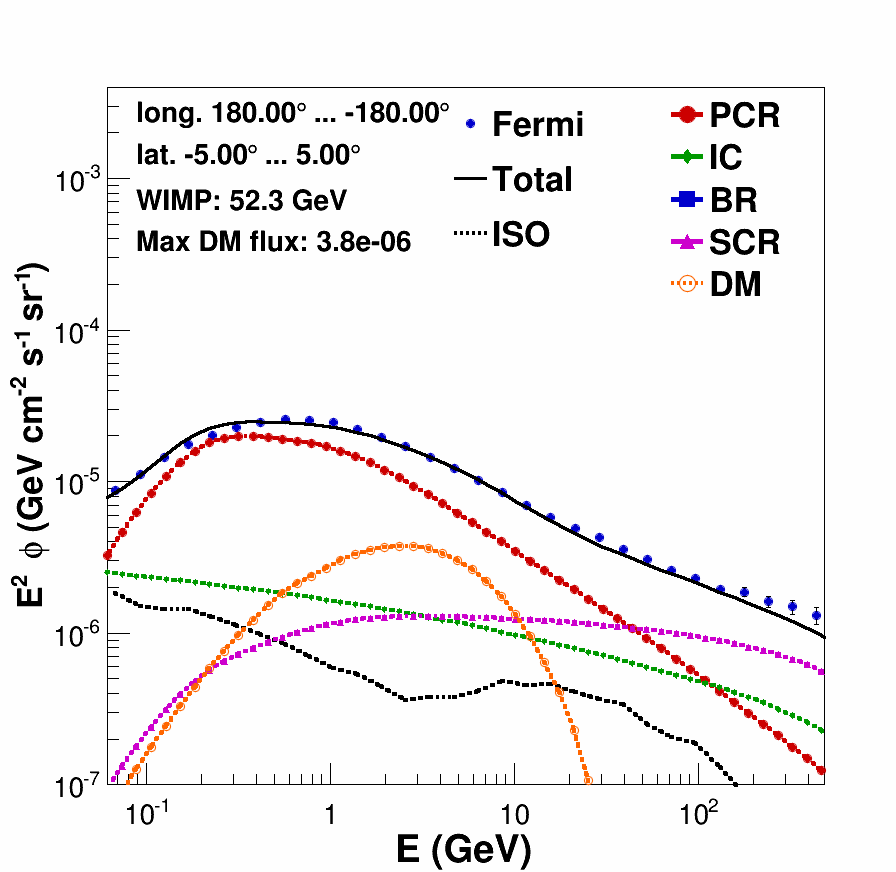 long. 180.00° ... -180.00°
lat. -5.00° ... 5.00°
WIMP: 52.3 GeV
Max DM flux: 3.8e-06
Fermi
Total
ISO
PCR
IC
BR
SCR
DM
E² ϕ (GeV cm⁻² s⁻¹ sr⁻¹)
10⁻³
10⁻⁴
10⁻⁵
10⁻⁶
10⁻⁷
10⁻¹ 1 10 10²
E (GeV)